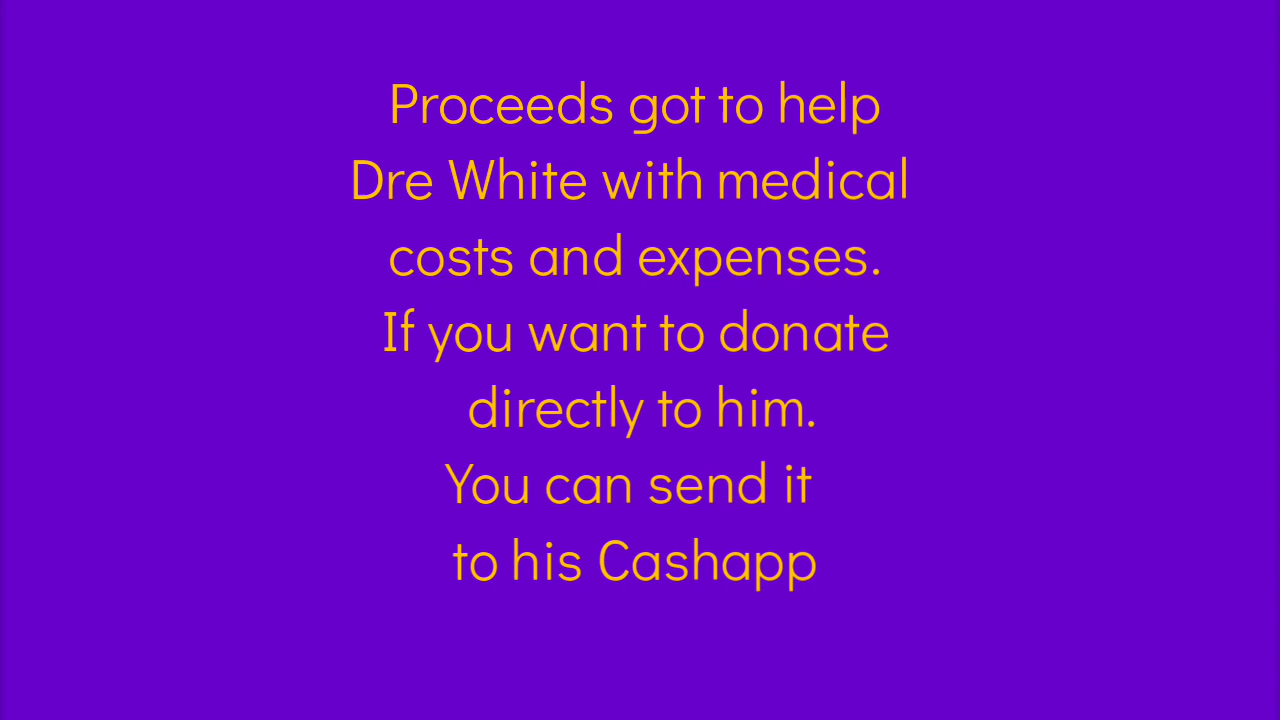 Proceeds got to help
Dre White with medical
costs and expenses.
If you want to donate
directly to him.
You can send it
to his Cashapp